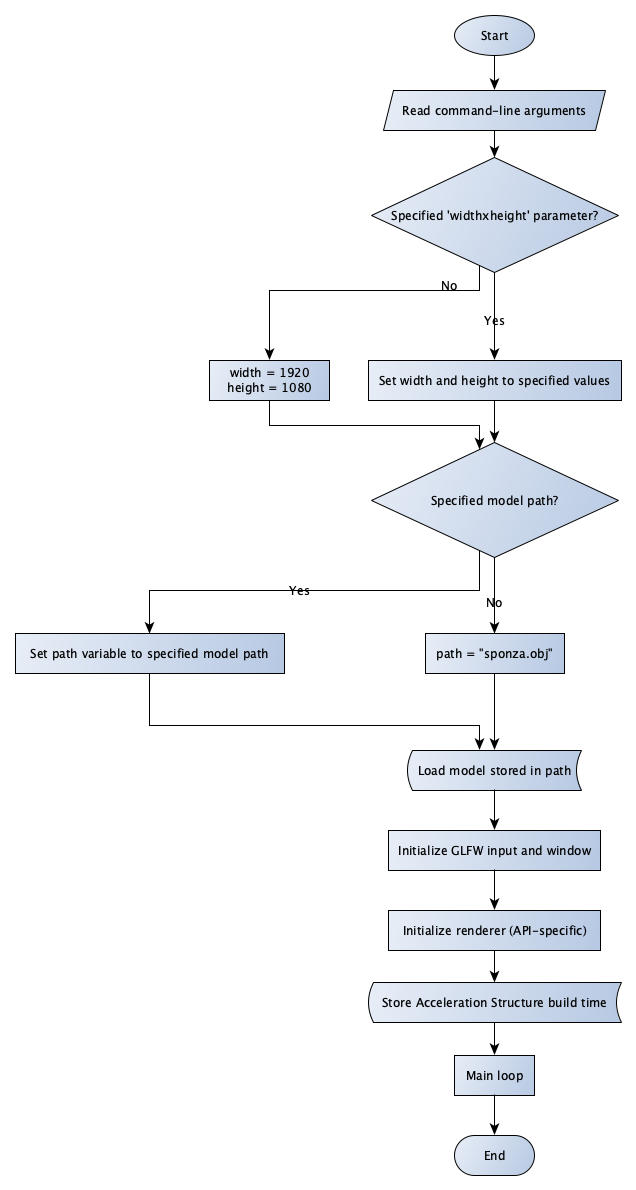 Start
Read command-line arguments
Specified 'widthxheight' parameter?
No
Yes
width = 1920
height = 1080
Set width and height to specified values
Specified model path?
Yes
No
Set path variable to specified model path
path = "sponza.obj"
Load model stored in path
Initialize GLFW input and window
Initialize renderer (API-specific)
Store Acceleration Structure build time
Main loop
End